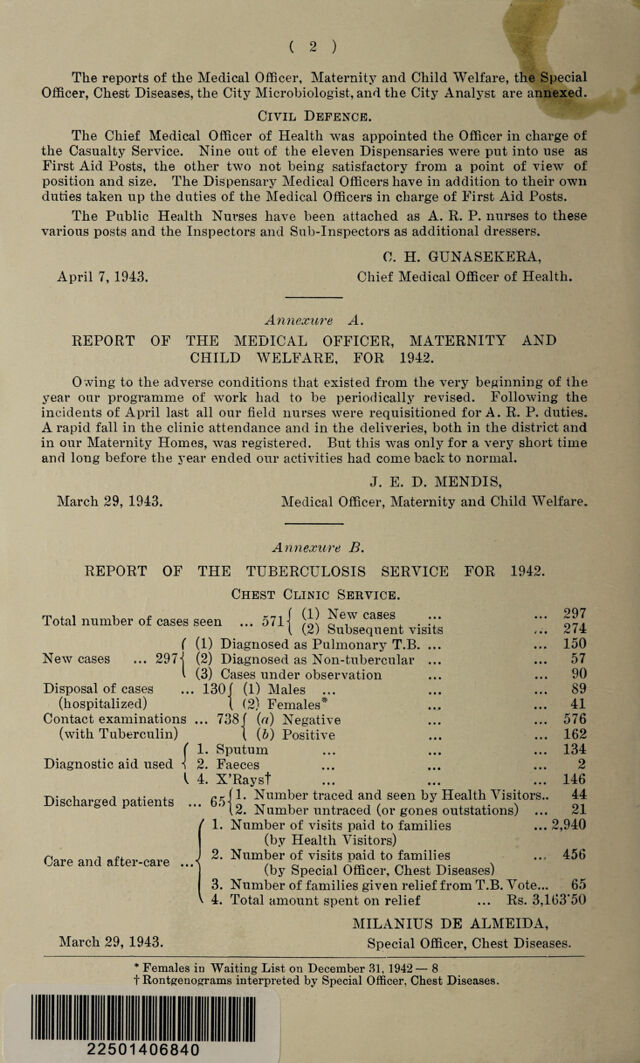 ( 2 )
The reports of the Medical Officer, Maternity and Child Welfare, the Special
Officer, Chest Diseases, the City Microbiologist, and the City Analyst are annexed.
CIVIL DEFENCE.
The Chief Medical Officer of Health was appointed the Officer in charge of
the Casualty Service. Nine out of the eleven Dispensaries were put into use as
First Aid Posts, the other two not being satisfactory from a point of view of
position and size. The Dispensary Medical Officers have in addition to their own
duties taken up the duties of the Medical Officers in charge of First Aid Posts.
The Public Health Nurses have been attached as A. R. P. nurses to these
various posts and the Inspectors and Sub-Inspectors as additional dressers.
C. H. GUNASEKERA,
April 7, 1943. Chief Medical Officer of Health.
Annexure A.
REPORT OF THE MEDICAL OFFICER, MATERNITY AND
CHILD WELFARE, FOR 1942.
Owing to the adverse conditions that existed from the very beginning of the
year our programme of work had to be periodically revised. Following the
incidents of April last all our field nurses were requisitioned for A. R. P. duties.
A rapid fall in the clinic attendance and in the deliveries, both in the district and
in our Maternity Homes, was registered. But this was only for a very short time
and long before the year ended our activities had come back to normal.
J. E. D. MENDIS,
March 29, 1943. Medical Officer, Maternity and Child Welfare.
Annexure B.
REPORT OF THE TUBERCULOSIS SERVICE FOR 1942.
CHEST CLINIC SERVICE.
Total number of cases seen ... 571 { (1) New cases ... ... 297
(2) Subsequent visits ... 274
New cases ... 297 { (1) Diagnosed as Pulmonary T.B. ... ... 150
(2) Diagnosed as Non-tubercular ... ... 57
(3) Cases under observation ... ... 90
Disposal of cases ... 130 { (1) Males ... ... ... 89
(hospitalized) (2) Females* ... ... 41
Contact examinations ... 738 { (a) Negative ... ... 576
(with Tuberculin) (b) Positive ... ... 162
Diagnostic aid used { 1. Sputum ... ... ... 134
2. Faeces ... ... ... 2
4. X'Rays† ... ... ... 146
Discharged patients ... 65 { 1. Number traced and seen by Health Visitors.. 44
2. Number untraced (or gones outstations) ... 21
Care and after-care ... { 1. Number of visits paid to families ... 2,940
(by Health Visitors)
2. Number of visits paid to families ... 456
(by Special Officer, Chest Diseases)
3. Number of families given relief from T.B. Vote... 65
4. Total amount spent on relief ... Rs. 3,163'50
MILANIUS DE ALMEIDA,
March 29, 1943. Special Officer, Chest Diseases.
* Females in Waiting List on December 31, 1942 — 8
† Rontgenograms interpreted by Special Officer, Chest Diseases.
22501406840